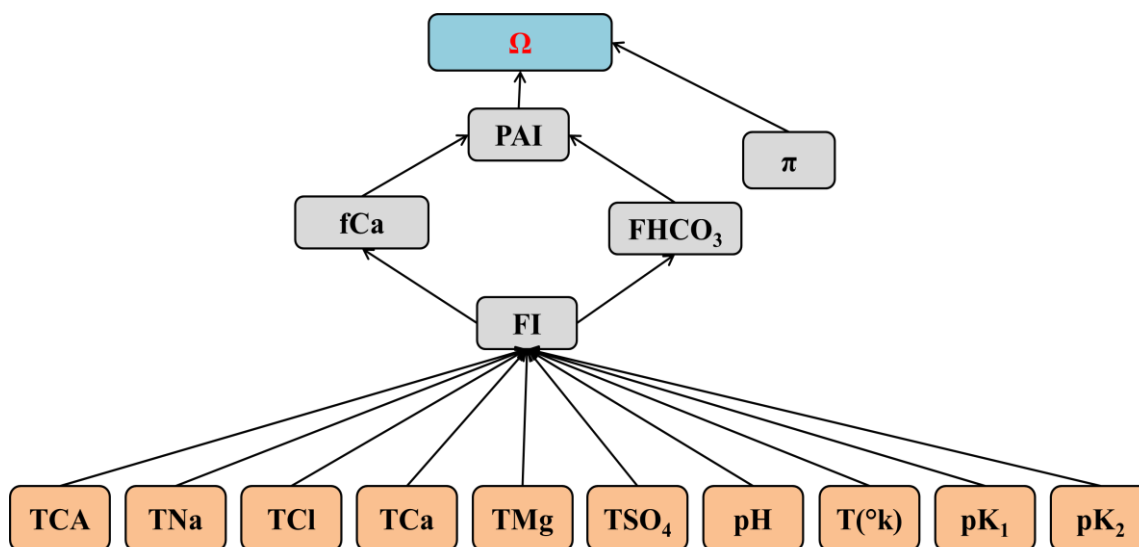 Ω
PAI
π
fCa
FHCO₃
FI
TCA TNa TCl TCa TMg TSO₄ pH T(°k) pK₁ pK₂